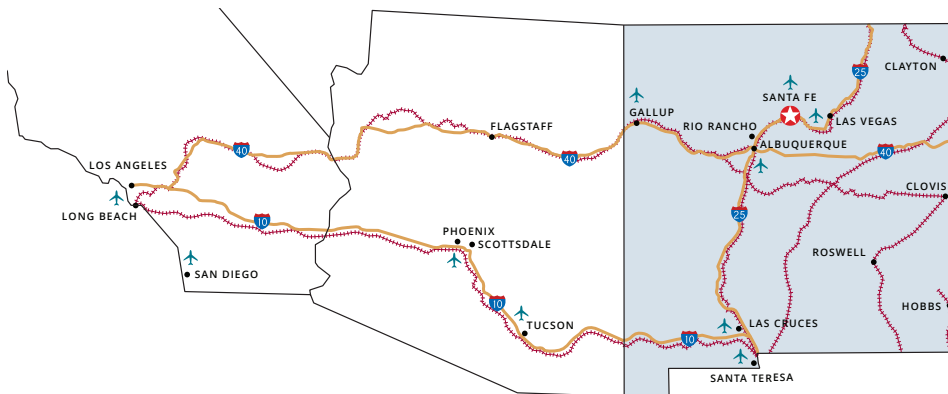 25
CLAYTON
SANTA FE
GALLUP
LAS VEGAS
RIO RANCHO
FLAGSTAFF
ALBUQUERQUE
40
40
40
LOS ANGELES
CLOVIS
LONG BEACH
10
25
PHOENIX
SCOTTSDALE
ROSWELL
SAN DIEGO
10
HOBBS
TUCSON
LAS CRUCES
10
SANTA TERESA